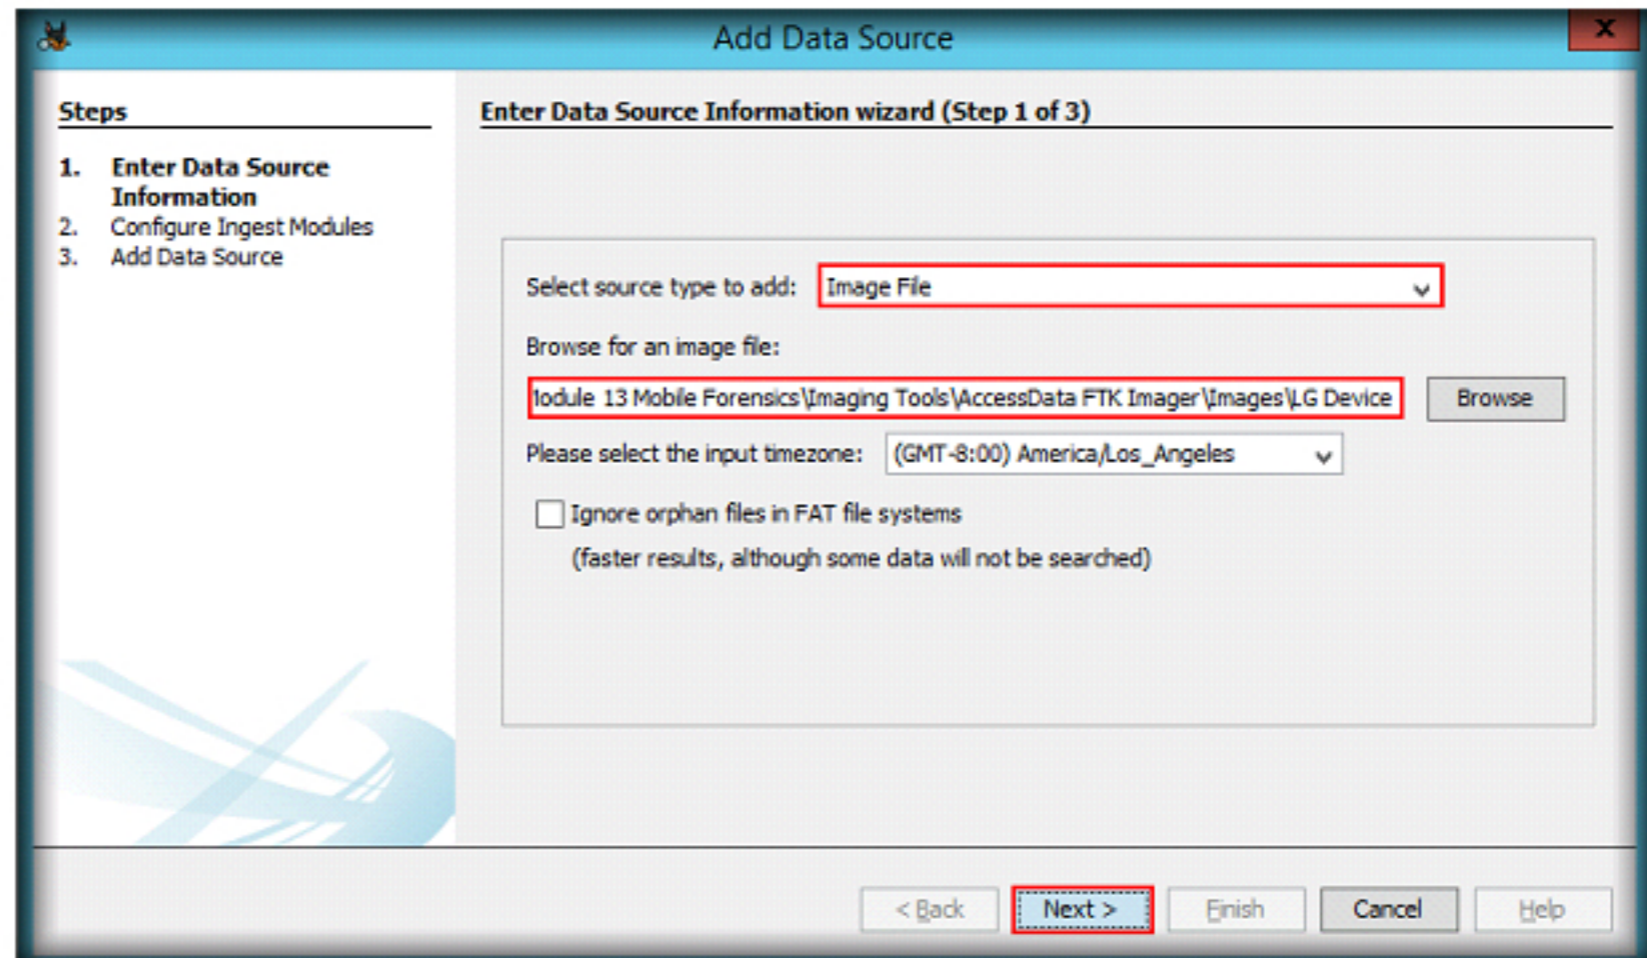 Add Data Source
X
Steps
1. Enter Data Source
Information
2. Configure Ingest Modules
3. Add Data Source
Enter Data Source Information wizard (Step 1 of 3)
Select source type to add: Image File
Browse for an image file:
1odule 13 Mobile Forensics\Imaging Tools\AccessData FTK Imager\Images\LG Device Browse
Please select the input timezone: (GMT-8:00) America/Los_Angeles
Ignore orphan files in FAT file systems
(faster results, although some data will not be searched)
< Back Next > Finish Cancel Help